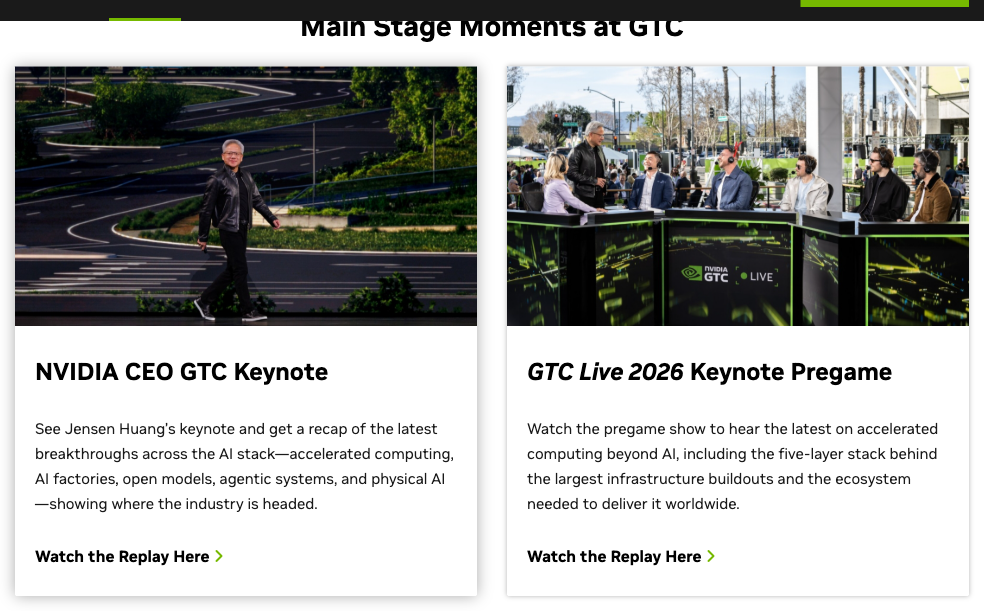 Main Stage Moments at GTC
NVIDIA
GTC
LIVE
NVIDIA CEO GTC Keynote
See Jensen Huang's keynote and get a recap of the latest
breakthroughs across the AI stack—accelerated computing,
AI factories, open models, agentic systems, and physical AI
—showing where the industry is headed.
Watch the Replay Here
GTC Live 2026 Keynote Pregame
Watch the pregame show to hear the latest on accelerated
computing beyond AI, including the five-layer stack behind
the largest infrastructure buildouts and the ecosystem
needed to deliver it worldwide.
Watch the Replay Here